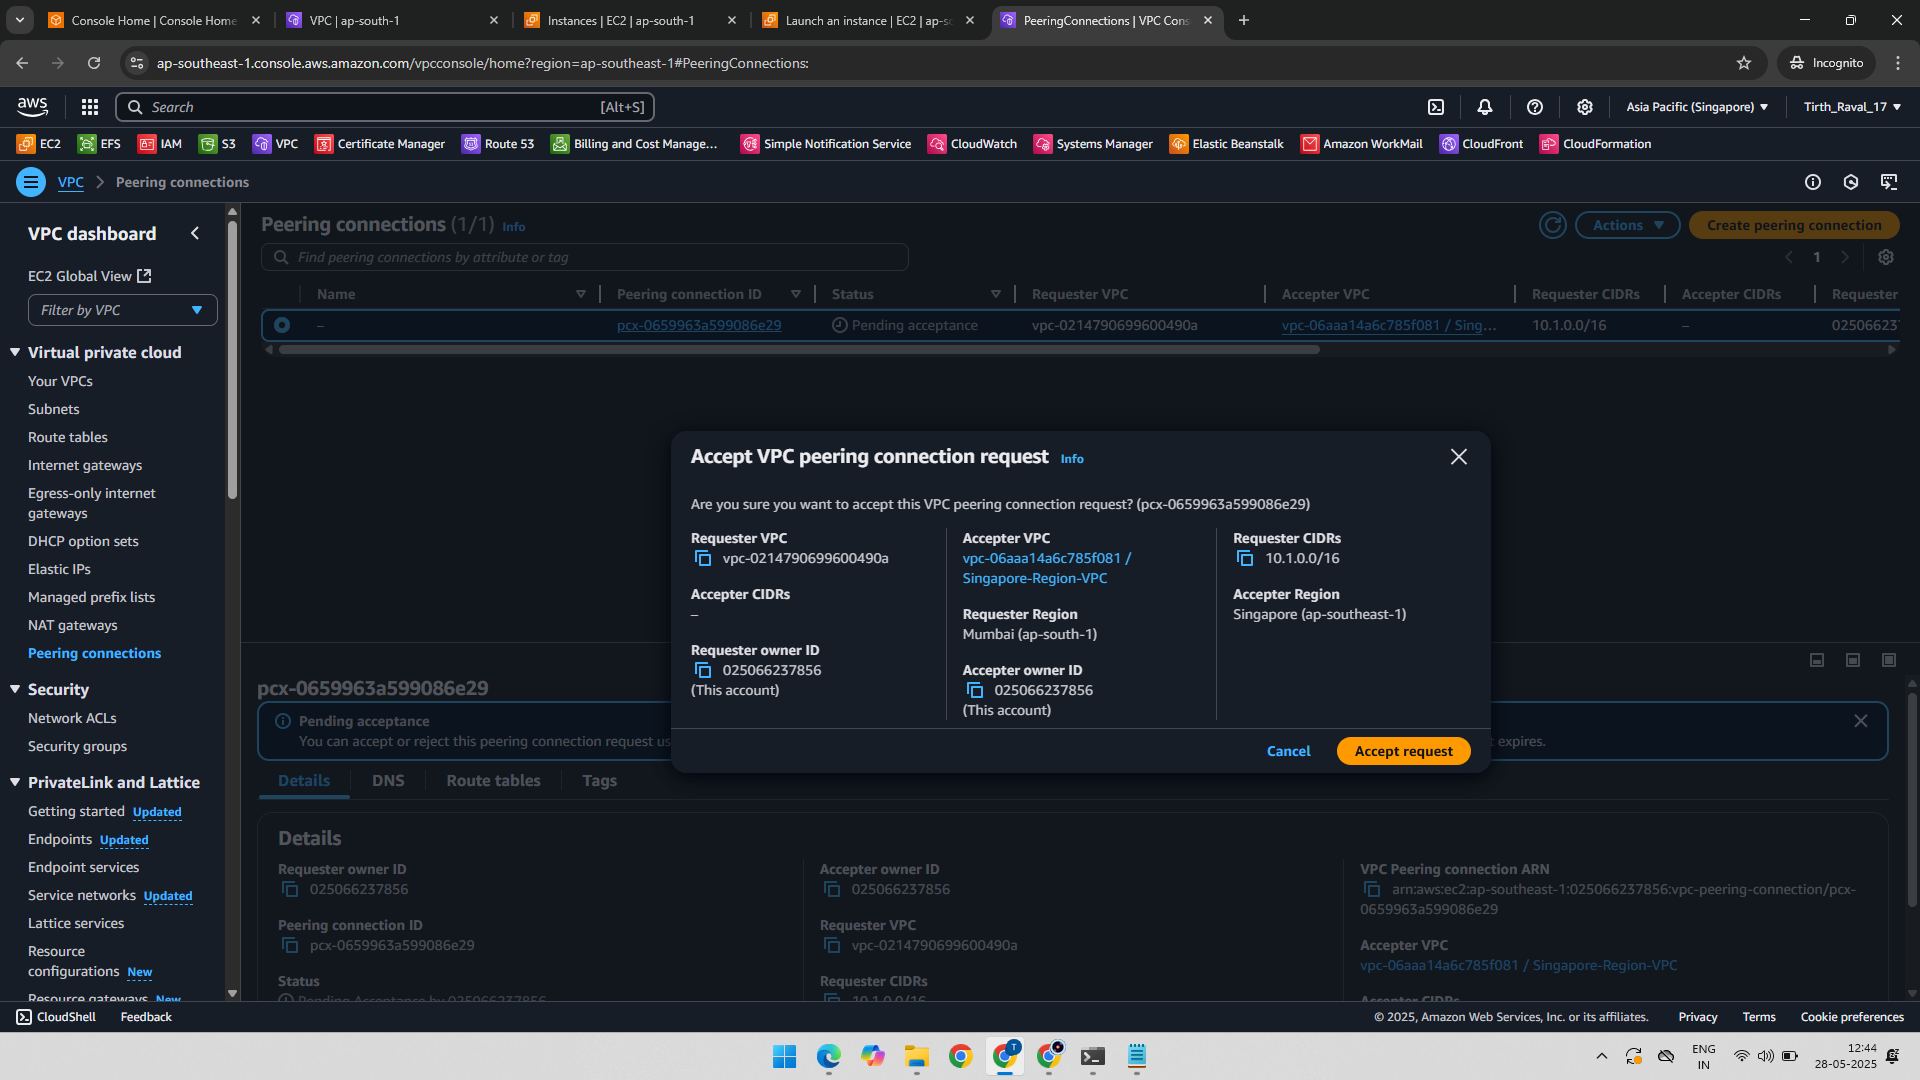 Console Home | Console Home
VPC | ap-south-1
Instances | EC2 | ap-south-1
Launch an instance | EC2 | ap-s
PeeringConnections | VPC Cons
ap-southeast-1.console.aws.amazon.com/vpcconsole/home?region=ap-southeast-1#PeeringConnections:
Incognito
aws
Search
[Alt+S]
Asia Pacific (Singapore)
Tirth_Raval_17
EC2
EFS
IAM
S3
VPC
Certificate Manager
Route 53
Billing and Cost Manage...
Simple Notification Service
CloudWatch
Systems Manager
Elastic Beanstalk
Amazon WorkMail
CloudFront
CloudFormation
VPC
Peering connections
VPC dashboard
EC2 Global View
Filter by VPC
Virtual private cloud
Your VPCs
Subnets
Route tables
Internet gateways
Egress-only internet
gateways
DHCP option sets
Elastic IPs
Managed prefix lists
NAT gateways
Peering connections
Security
Network ACLs
Security groups
PrivateLink and Lattice
Getting started Updated
Endpoints Updated
Endpoint services
Service networks Updated
Lattice services
Resource
configurations New
Resource gateways New
Peering connections (1/1) Info
Actions
Create peering connection
Find peering connections by attribute or tag
1
Name
Peering connection ID
Status
Requester VPC
Accepter VPC
Requester CIDRs
Accepter CIDRs
Requester
–
pcx-0659963a599086e29
Pending acceptance
vpc-0214790699600490a
vpc-06aaa14a6c785f081 / Sing...
10.1.0.0/16
–
025066237
Accept VPC peering connection request Info
Are you sure you want to accept this VPC peering connection request? (pcx-0659963a599086e29)
Requester VPC
vpc-0214790699600490a
Accepter CIDRs
–
Requester owner ID
025066237856
(This account)
Accepter VPC
vpc-06aaa14a6c785f081 /
Singapore-Region-VPC
Requester Region
Mumbai (ap-south-1)
Accepter owner ID
025066237856
(This account)
Requester CIDRs
10.1.0.0/16
Accepter Region
Singapore (ap-southeast-1)
Cancel
Accept request
pcx-0659963a599086e29
Pending acceptance
You can accept or reject this peering connection request us
t expires.
Details
DNS
Route tables
Tags
Details
Requester owner ID
025066237856
Peering connection ID
pcx-0659963a599086e29
Status
Pending Acceptance by 025066237856
Accepter owner ID
025066237856
Requester VPC
vpc-0214790699600490a
Requester CIDRs
10.1.0.0/16
VPC Peering connection ARN
arn:aws:ec2:ap-southeast-1:025066237856:vpc-peering-connection/pcx-
0659963a599086e29
Accepter VPC
vpc-06aaa14a6c785f081 / Singapore-Region-VPC
Accepter CIDRs
CloudShell
Feedback
© 2025, Amazon Web Services, Inc. or its affiliates.
Privacy
Terms
Cookie preferences
T
ENG
IN
12:44
28-05-2025